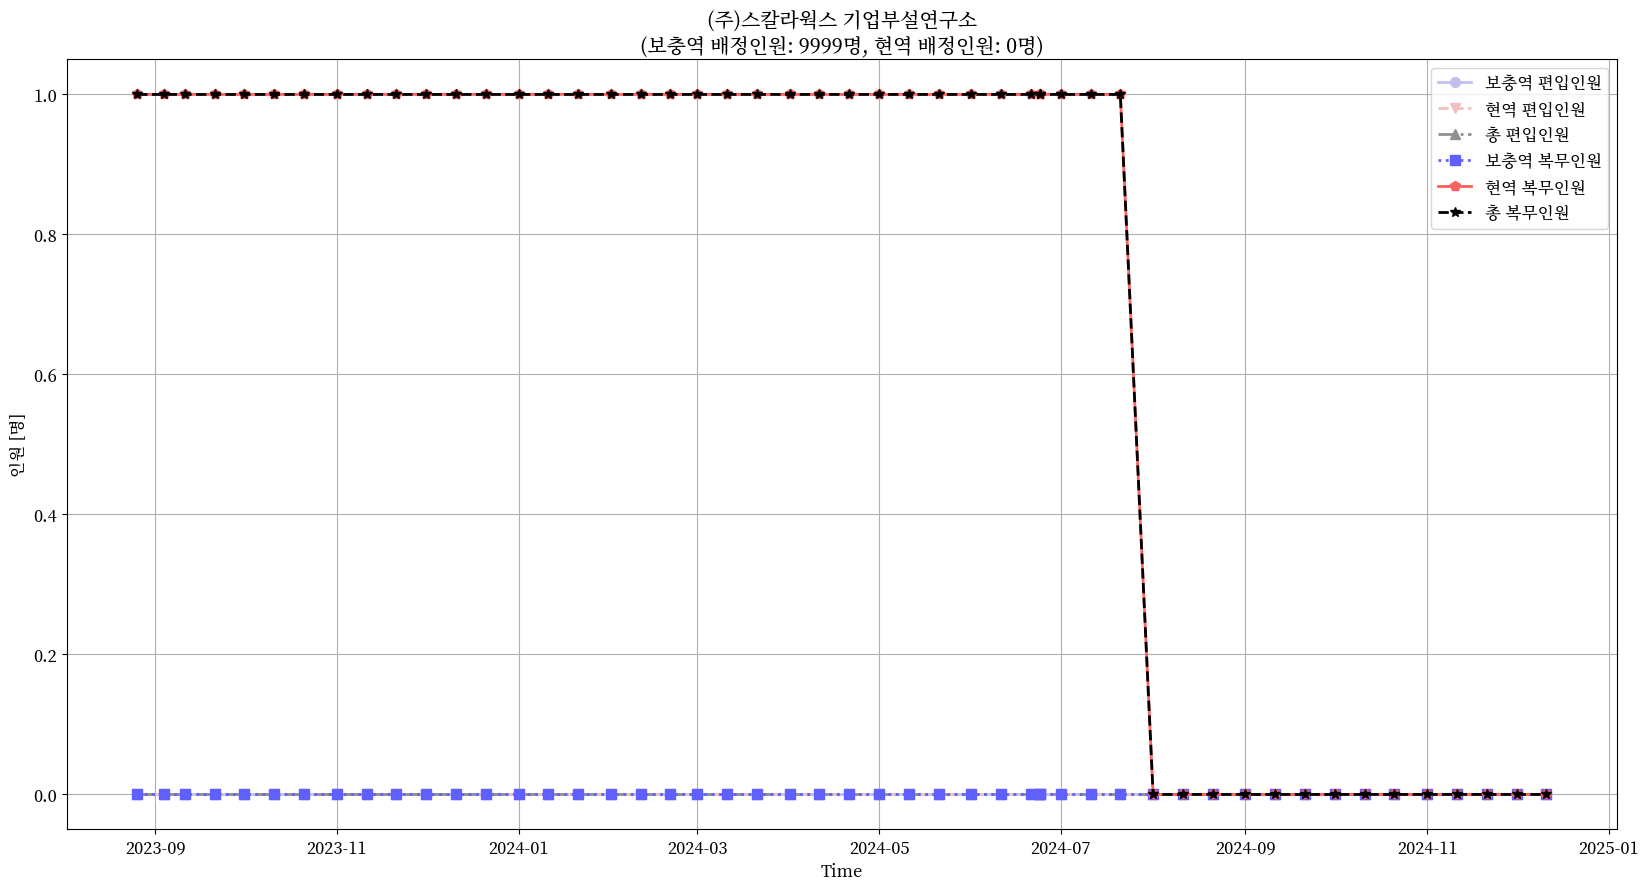 (주)스칼라웍스 기업부설연구소
(보충역 배정인원: 9999명, 현역 배정인원: 0명)
보충역 편입인원
현역 편입인원
총 편입인원
보충역 복무인원
현역 복무인원
총 복무인원
1.0
0.8
0.6
0.4
0.2
0.0
인원 [명]
2023-09 2023-11 2024-01 2024-03 2024-05 2024-07 2024-09 2024-11 2025-01
Time